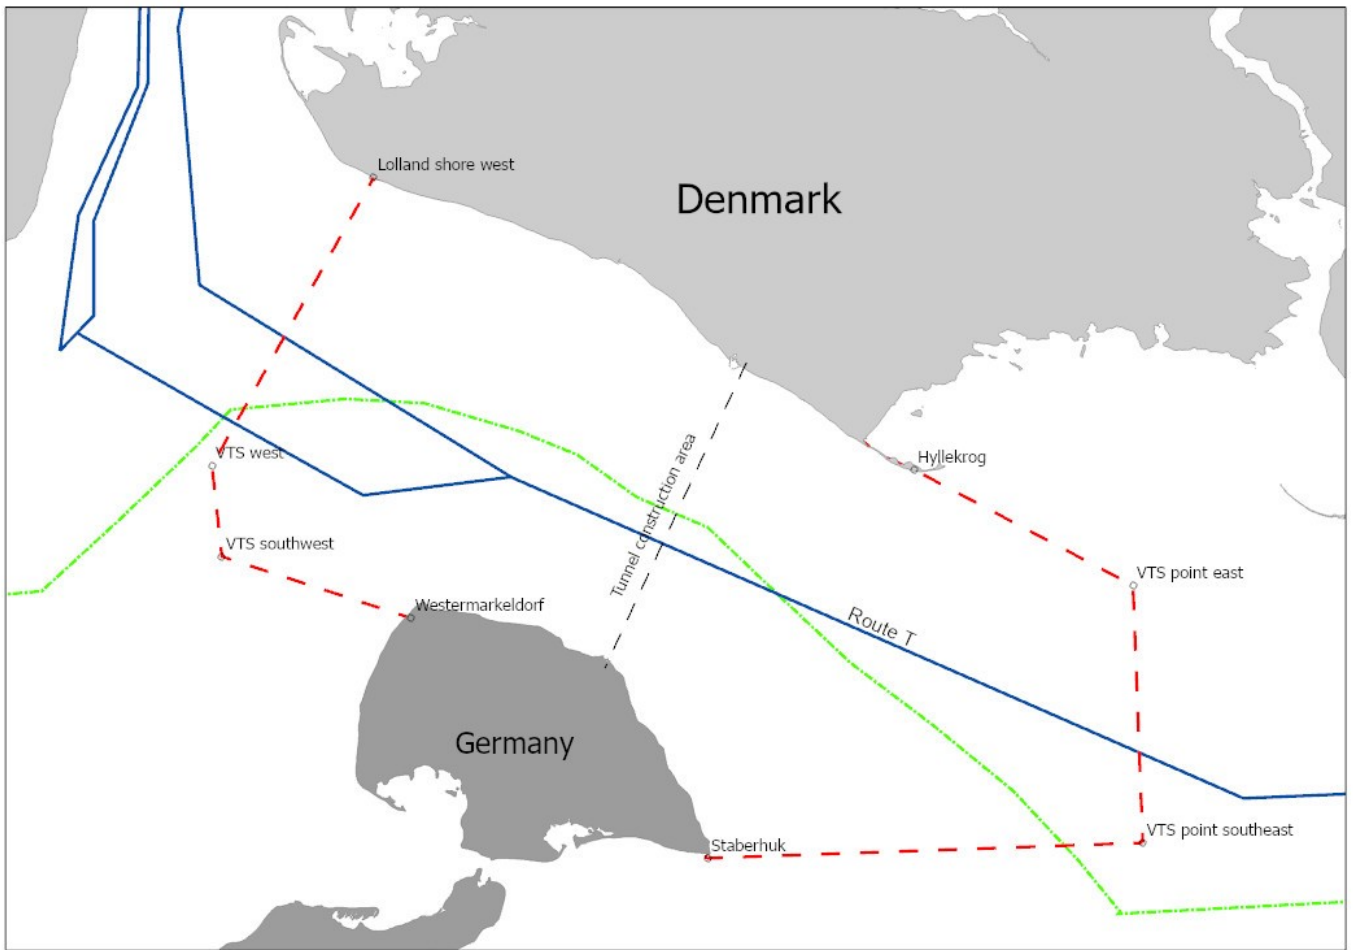 Lolland shore west
Denmark
VTS west
Hyllekrog
Tunnel construction area
VTS southwest
VTS point east
Westermarkeldorf
Route T
Germany
VTS point southeast
Staberhuk